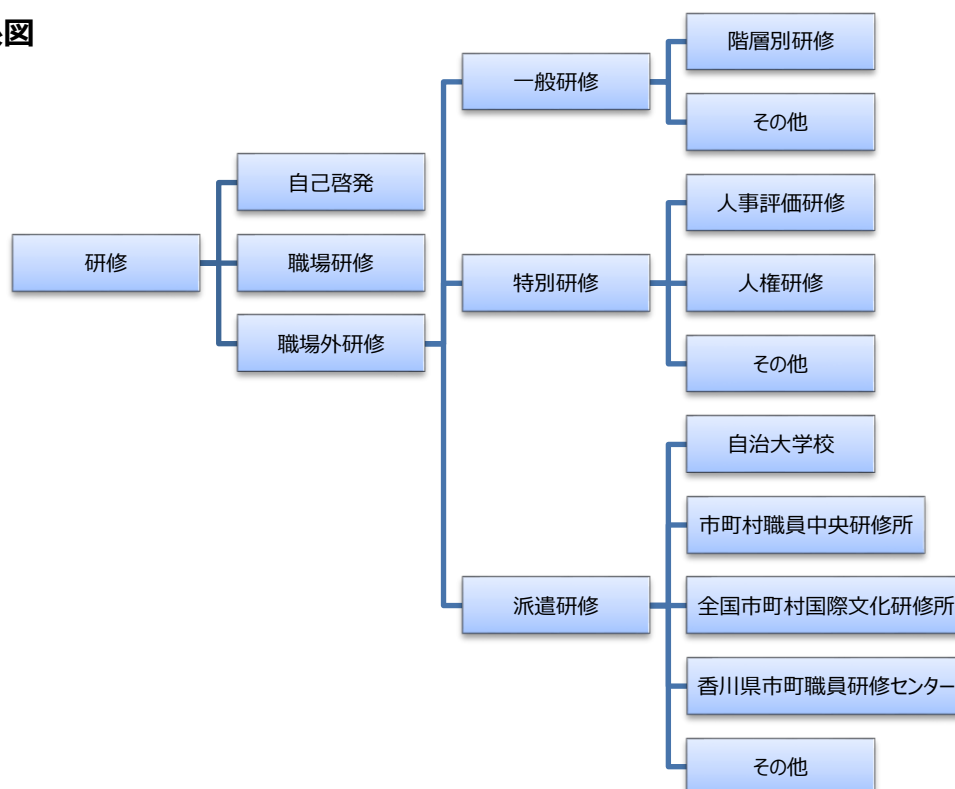 図
研修
自己啓発
職場研修
職場外研修
一般研修
階層別研修
その他
特別研修
人事評価研修
人権研修
その他
派遣研修
自治大学校
市町村職員中央研修所
全国市町村国際文化研修所
香川県市町職員研修センター
その他